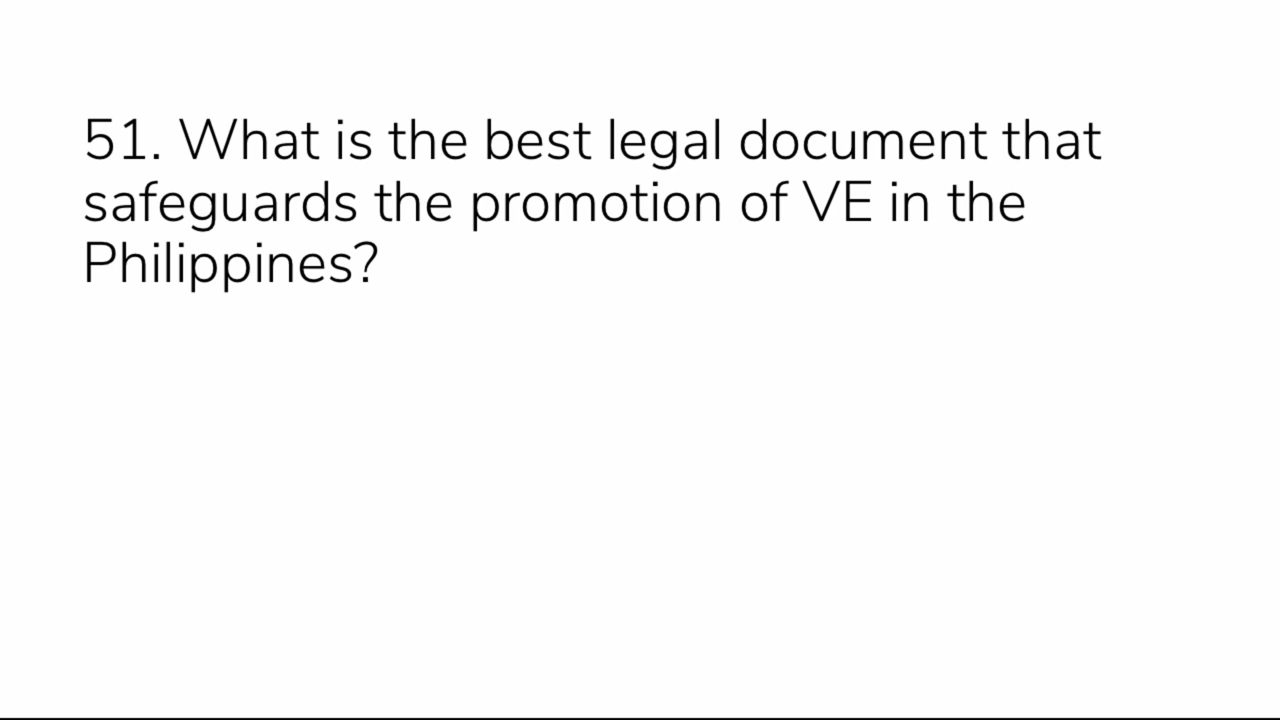 51. What is the best legal document that
safeguards the promotion of VE in the
Philippines?